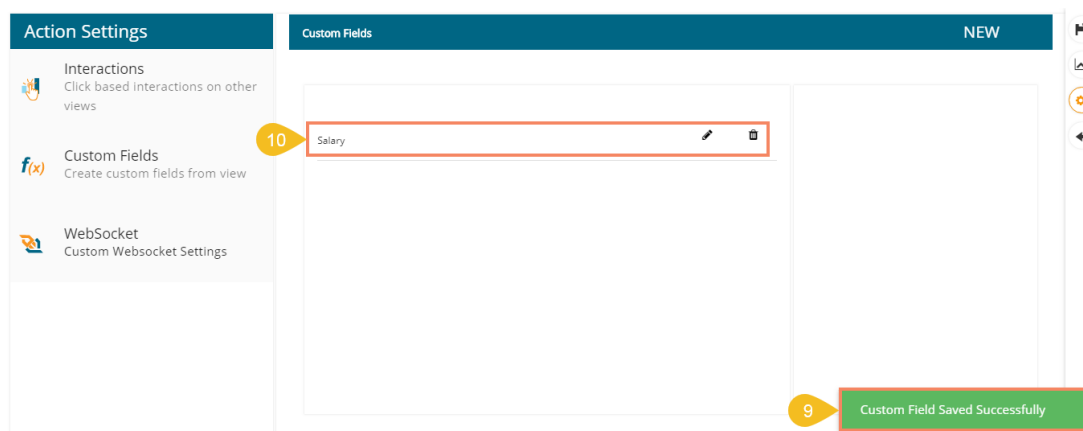 Action Settings
Interactions
Click based interactions on other
views
f(x)
Custom Fields
Create custom fields from view
WebSocket
Custom Websocket Settings
Custom Fields
NEW
10
Salary
9
Custom Field Saved Successfully